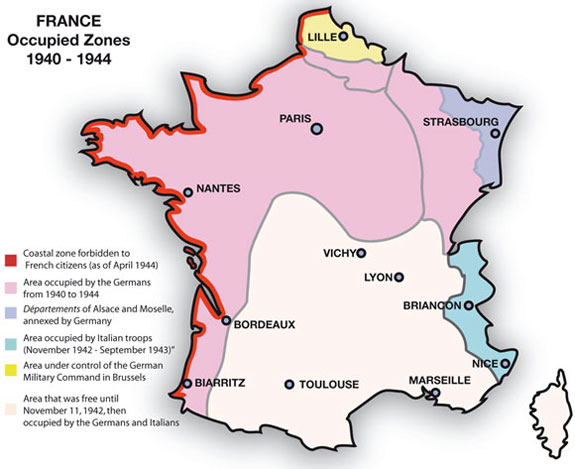 FRANCE
Occupied Zones
1940 - 1944
LILLE
PARIS
STRASBOURG
NANTES
VICHY
LYON
BRIANCON
BORDEAUX
NICE
BIARRITZ
TOULOUSE
MARSEILLE
Coastal zone forbidden to
French citizens (as of April 1944)
Area occupied by the Germans
from 1940 to 1944
Départements of Alsace and Moselle,
annexed by Germany
Area occupied by Italian troops
(November 1942 - September 1943)"
Area under control of the German
Military Command in Brussels
Area that was free until
November 11, 1942, then
occupied by the Germans and Italians